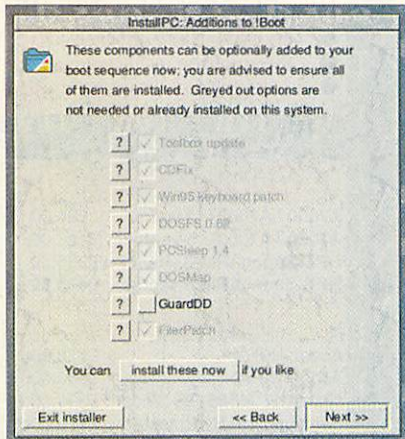 InstallPC: Additions to !Boot
These components can be optionally added to your
boot sequence now; you are advised to ensure all
of them are installed. Greyed out options are
not needed or already installed on this system.
? Toolbox update
? CDFix
? Win95 keyboard patch
? DOSFS 0.68
? PCSleep 1.4
? DOSMap
? GuardDD
? FilerPatch
You can install these now if you like.
Exit installer << Back Next >>